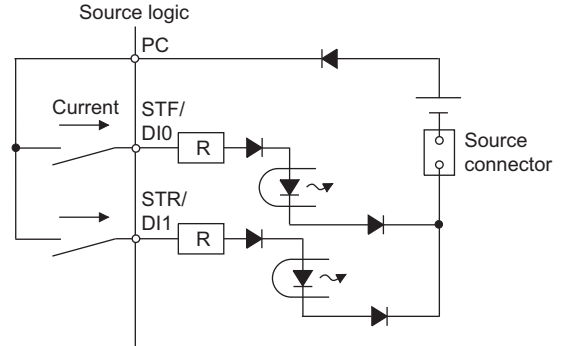 Source logic
PC
Current
STF/
DI0
R
Source
connector
STR/
DI1
R